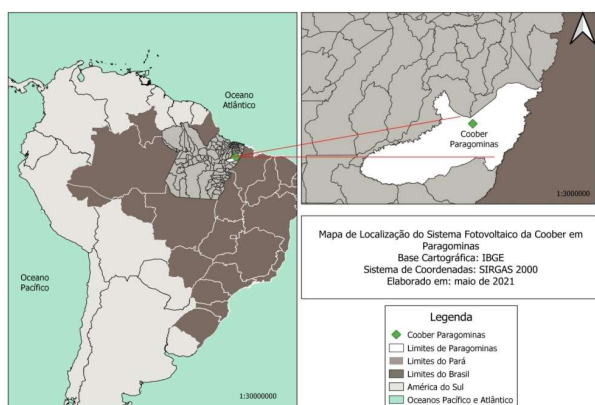 Oceano
Atlântico
Oceano
Pacífico
1:30000000
Coober
Paragominas
1:3000000
Mapa de Localização do Sistema Fotovoltaico da Coober em
Paragominas
Base Cartográfica: IBGE
Sistema de Coordenadas: SIRGAS 2000
Elaborado em: maio de 2021
Legenda
Coober Paragominas
Limites de Paragominas
Limites do Pará
Limites do Brasil
América do Sul
Oceanos Pacífico e Atlântico